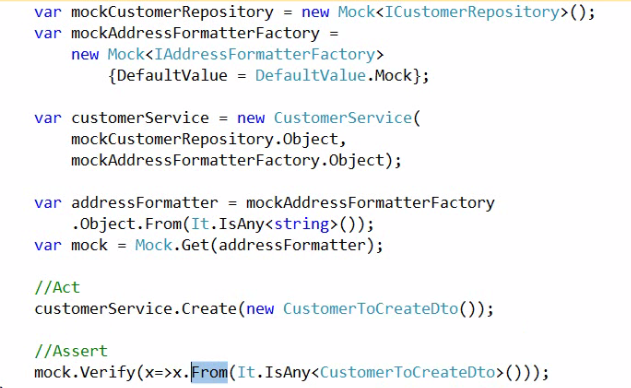 var mockCustomerRepository = new Mock<ICustomerRepository>();
var mockAddressFormatterFactory =
new Mock<IAddressFormatterFactory>
{DefaultValue = DefaultValue.Mock};
var customerService = new CustomerService(
mockCustomerRepository.Object,
mockAddressFormatterFactory.Object);
var addressFormatter = mockAddressFormatterFactory
.Object.From(It.IsAny<string>());
var mock = Mock.Get(addressFormatter);
//Act
customerService.Create(new CustomerToCreateDto());
//Assert
mock.Verify(x=>x.From(It.IsAny<CustomerToCreateDto>()));